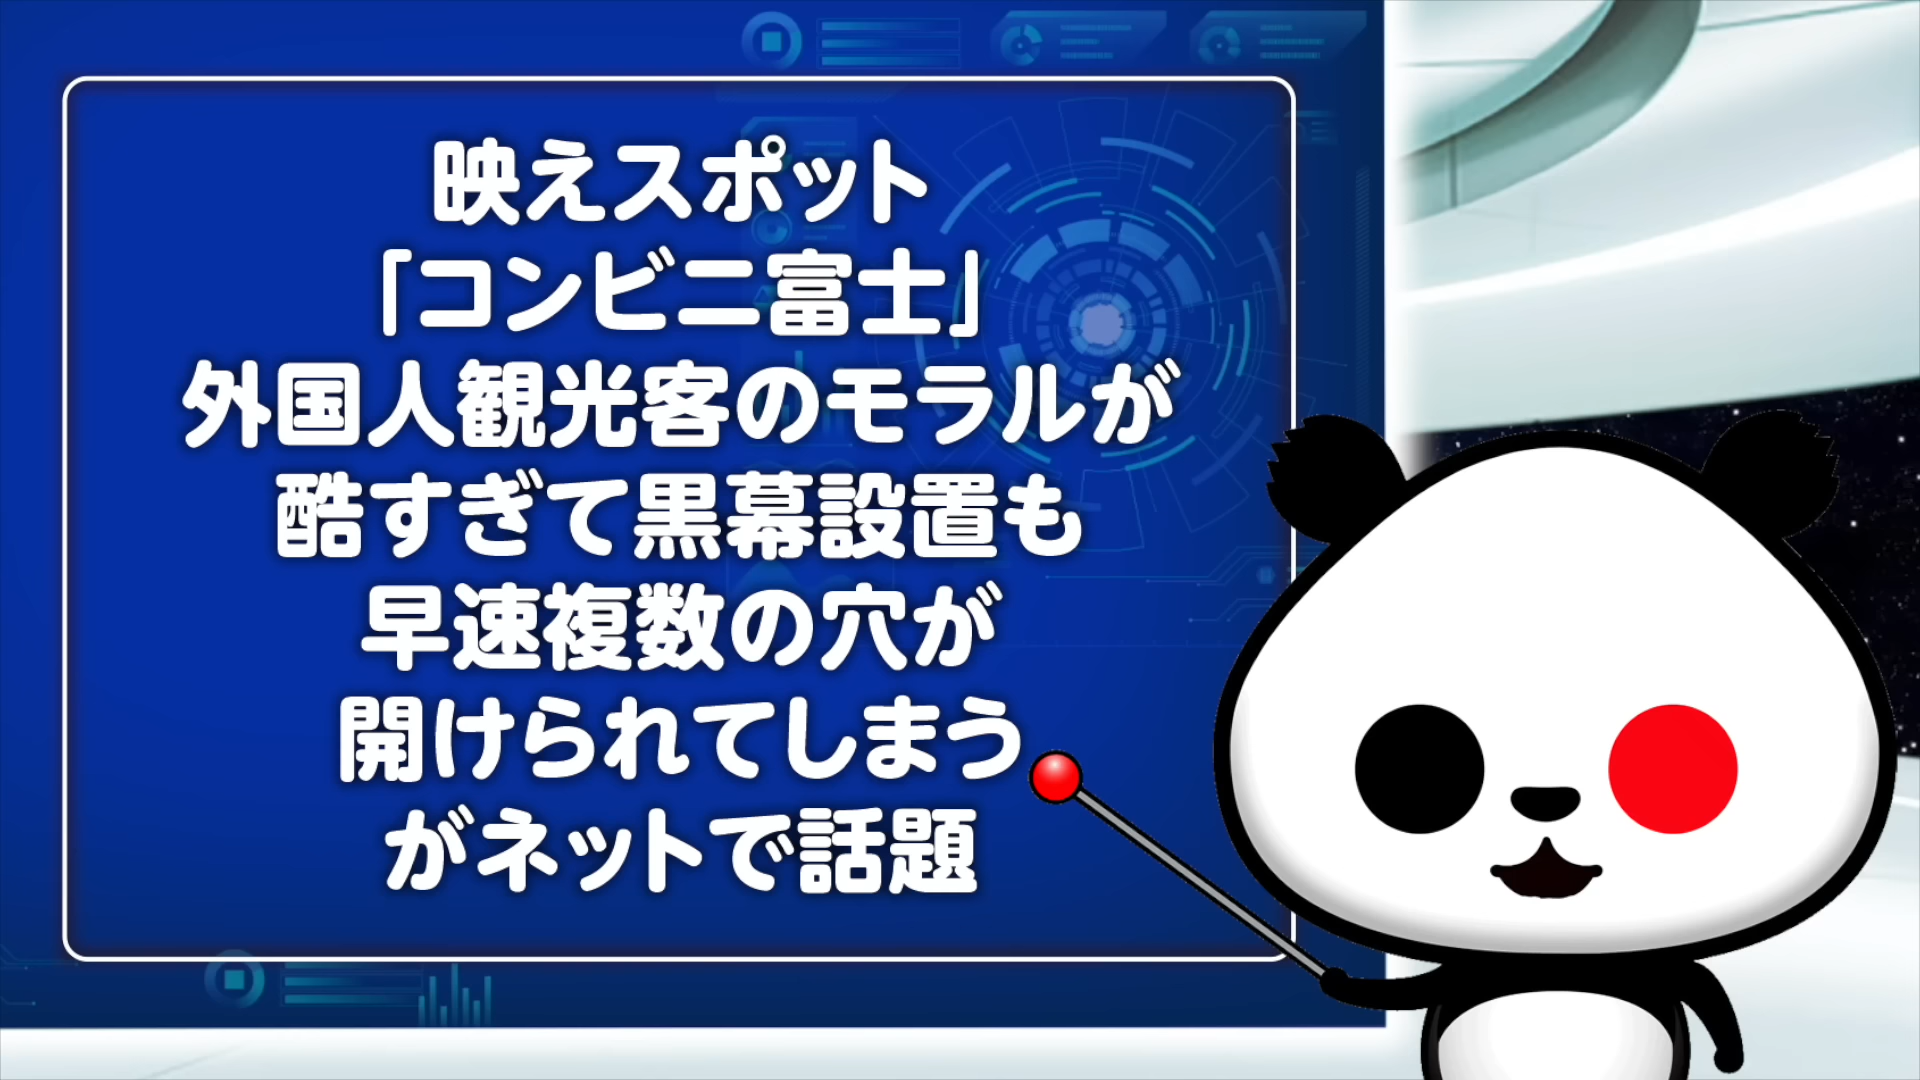 映えスポット
「コンビニ富士」
外国人観光客のモラルが
酷すぎて黒幕設置も
早速複数の穴が
開けられてしまう
がネットで話題